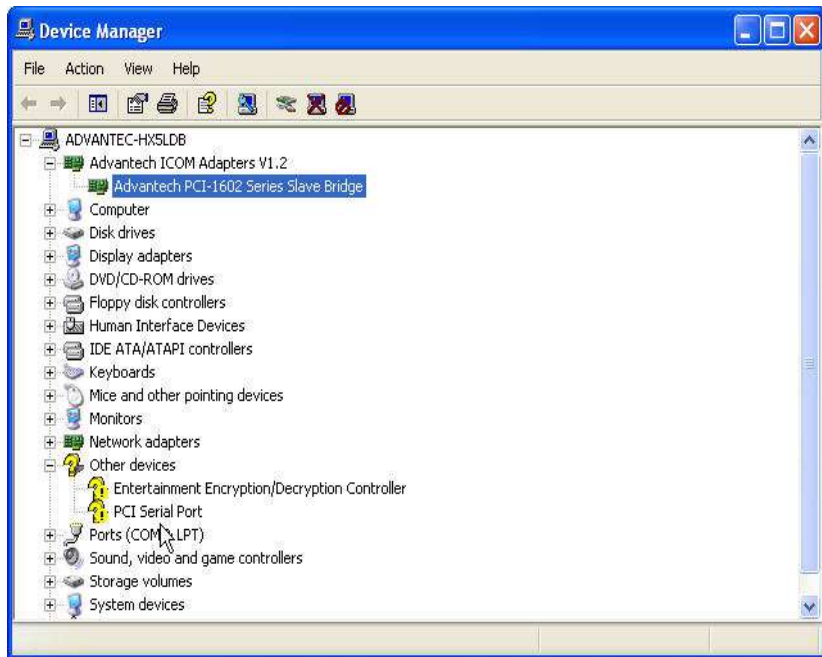 Device Manager
File Action View Help
ADVANTEC-HX5LDB
Advantech ICOM Adapters V1.2
Advantech PCI-1602 Series Slave Bridge
Computer
Disk drives
Display adapters
DVD/CD-ROM drives
Floppy disk controllers
Human Interface Devices
IDE ATA/ATAPI controllers
Keyboards
Mice and other pointing devices
Monitors
Network adapters
Other devices
Entertainment Encryption/Decryption Controller
PCI Serial Port
Ports (COM LPT)
Sound, video and game controllers
Storage volumes
System devices